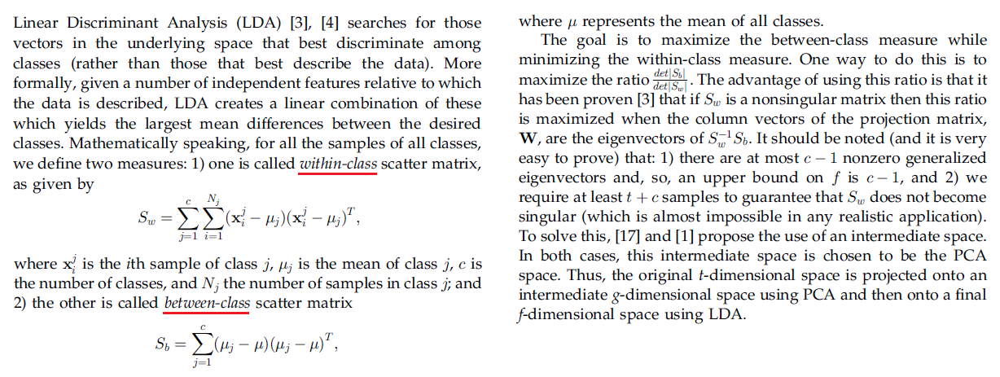 Linear Discriminant Analysis (LDA) [3], [4] searches for those
vectors in the underlying space that best discriminate among
classes (rather than those that best describe the data). More
formally, given a number of independent features relative to which
the data is described, LDA creates a linear combination of these
which yields the largest mean differences between the desired
classes. Mathematically speaking, for all the samples of all classes,
we define two measures: 1) one is called within-class scatter matrix,
as given by
S_w = \sum_{j=1}^{c} \sum_{i=1}^{N_j} (\mathbf{x}_i^j − μ_j)(\mathbf{x}_i^j − μ_j)^T,
where \mathbf{x}_i^j is the ith sample of class j, μ_j is the mean of class j, c is
the number of classes, and N_j the number of samples in class j; and
2) the other is called between-class scatter matrix
S_b = \sum_{j=1}^{c} (μ_j − μ)(μ_j − μ)^T,
where μ represents the mean of all classes.
The goal is to maximize the between-class measure while
minimizing the within-class measure. One way to do this is to
maximize the ratio \frac{det|S_b|}{det|S_w|}. The advantage of using this ratio is that it
has been proven [3] that if S_w is a nonsingular matrix then this ratio
is maximized when the column vectors of the projection matrix,
W, are the eigenvectors of S_w^{−1}S_b. It should be noted (and it is very
easy to prove) that: 1) there are at most c − 1 nonzero generalized
eigenvectors and, so, an upper bound on f is c − 1, and 2) we
require at least t + c samples to guarantee that S_w does not become
singular (which is almost impossible in any realistic application).
To solve this, [17] and [1] propose the use of an intermediate space.
In both cases, this intermediate space is chosen to be the PCA
space. Thus, the original t-dimensional space is projected onto an
intermediate g-dimensional space using PCA and then onto a final
f-dimensional space using LDA.